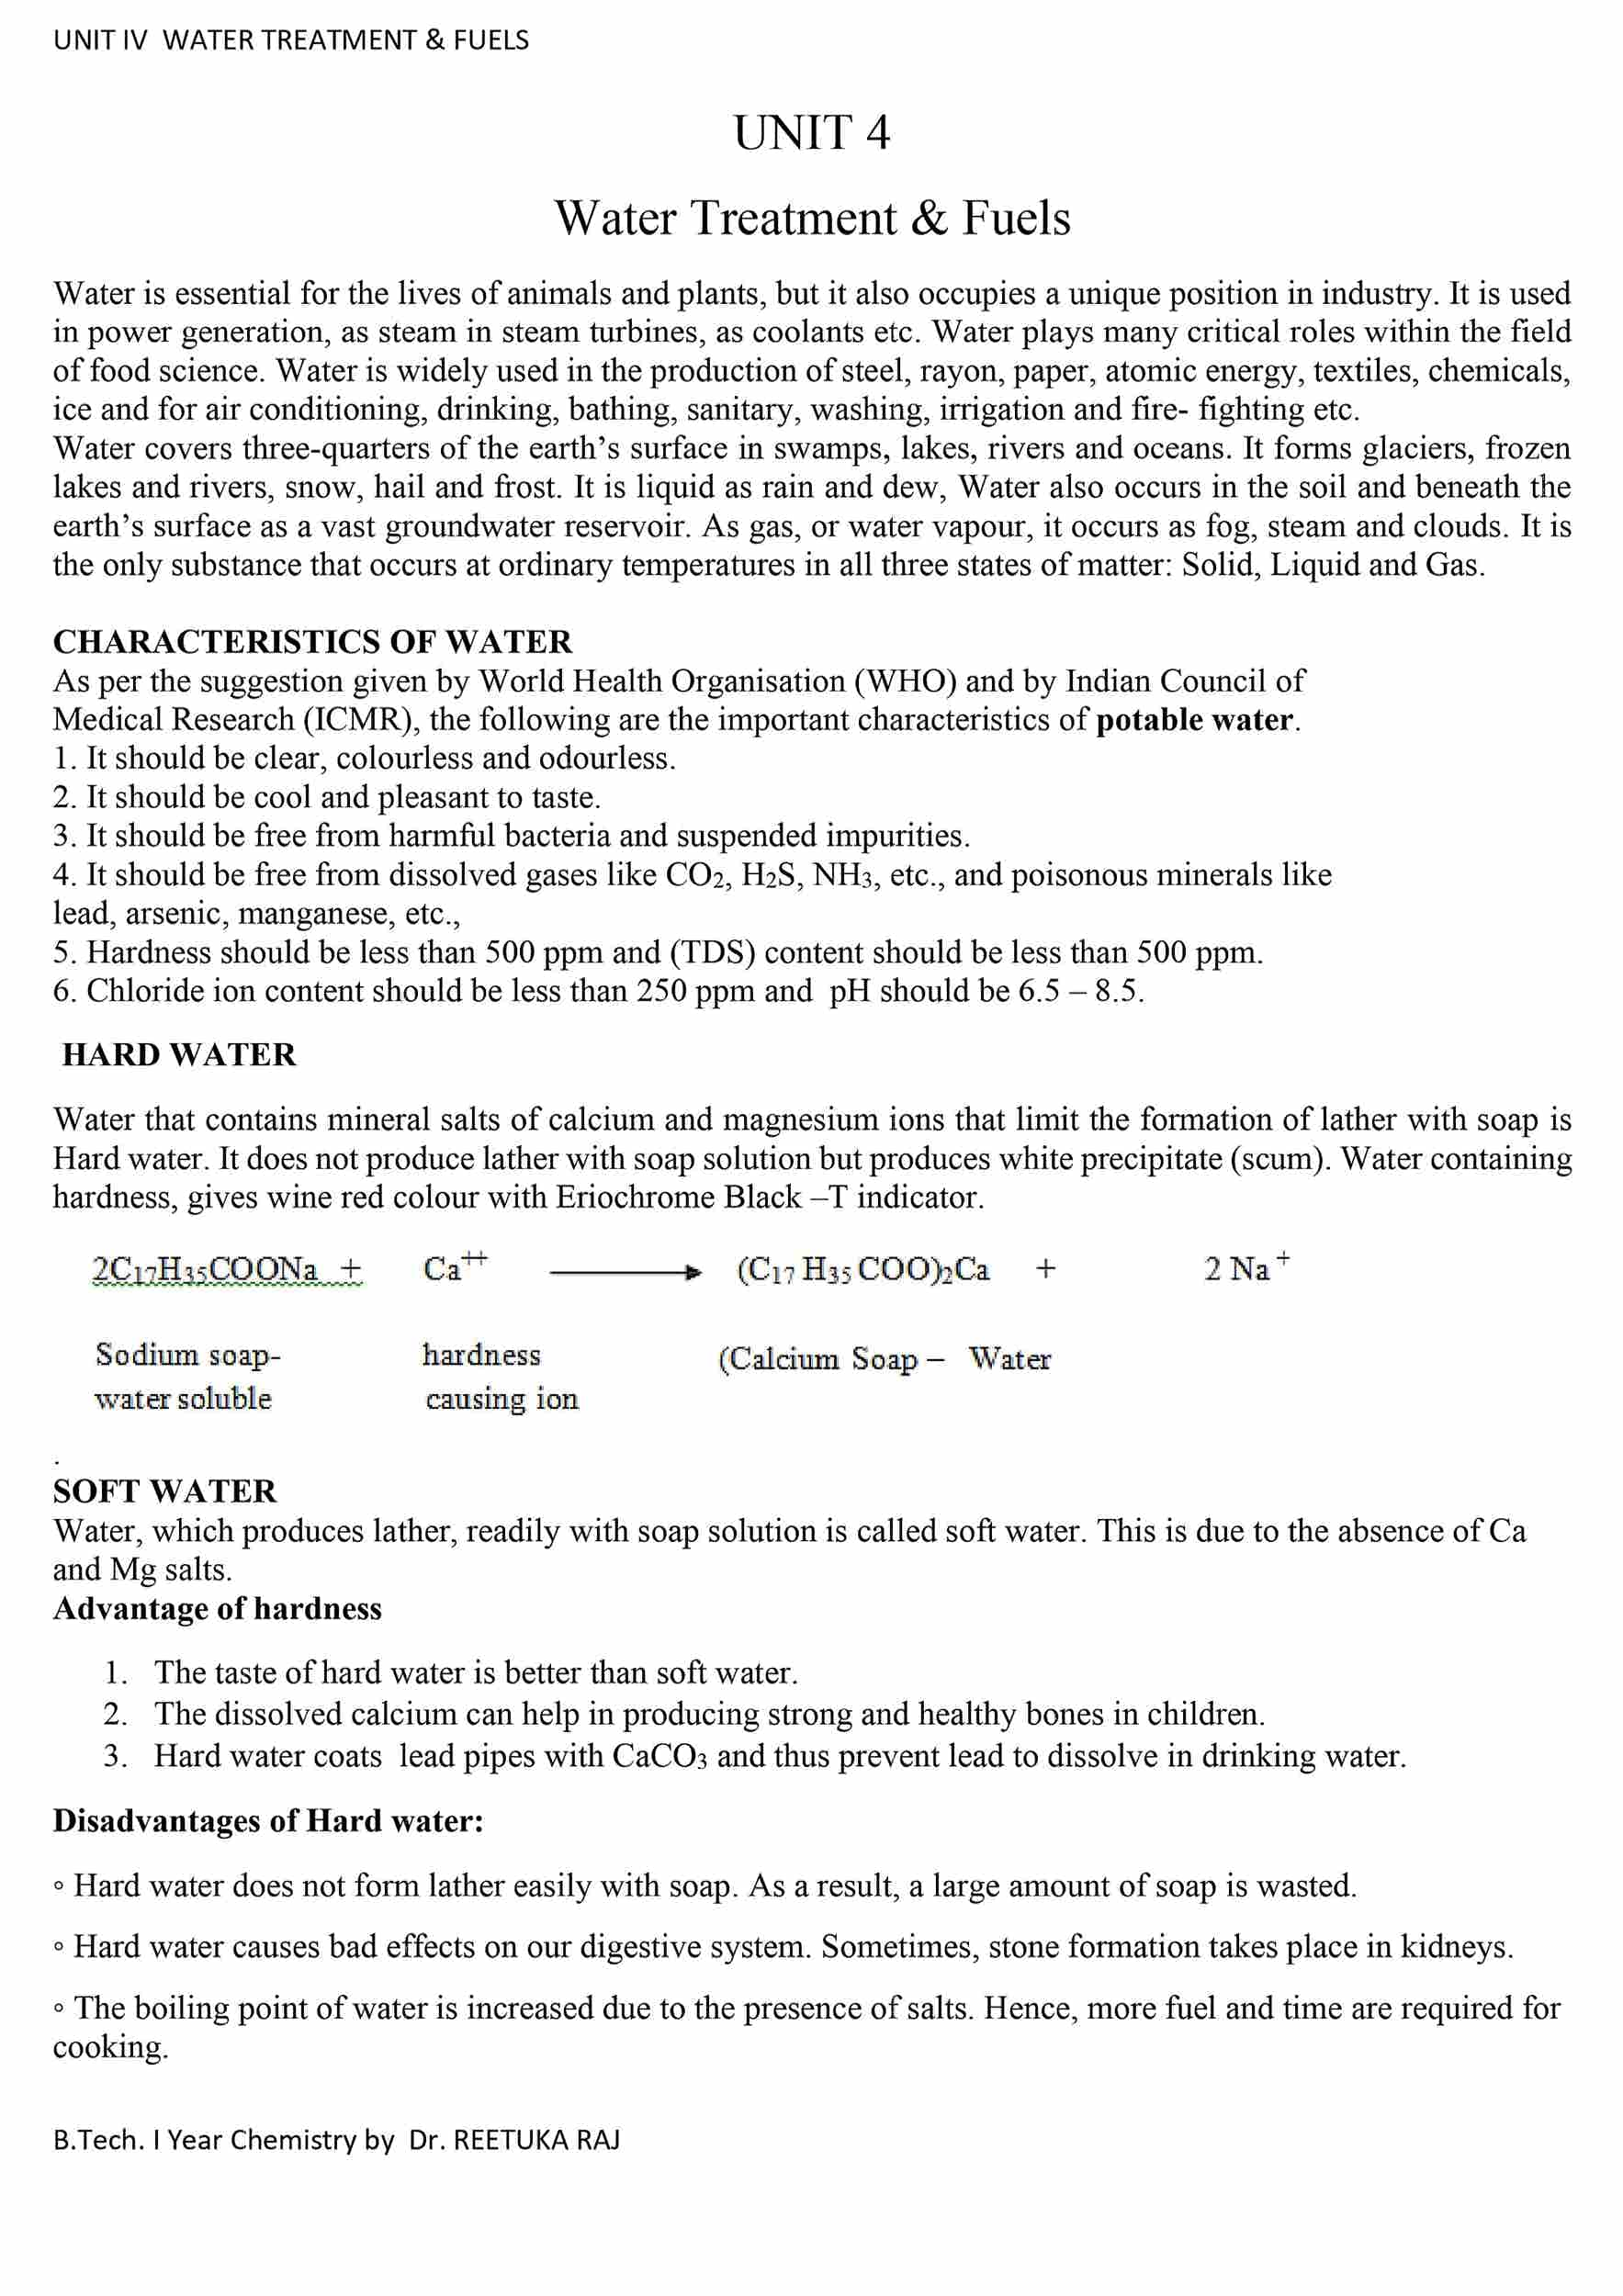 UNIT IV  WATER TREATMENT & FUELS
UNIT 4
Water Treatment & Fuels
Water is essential for the lives of animals and plants, but it also occupies a unique position in industry. It is used
in power generation, as steam in steam turbines, as coolants etc. Water plays many critical roles within the field
of food science. Water is widely used in the production of steel, rayon, paper, atomic energy, textiles, chemicals,
ice and for air conditioning, drinking, bathing, sanitary, washing, irrigation and fire- fighting etc.
Water covers three-quarters of the earth’s surface in swamps, lakes, rivers and oceans. It forms glaciers, frozen
lakes and rivers, snow, hail and frost. It is liquid as rain and dew, Water also occurs in the soil and beneath the
earth’s surface as a vast groundwater reservoir. As gas, or water vapour, it occurs as fog, steam and clouds. It is
the only substance that occurs at ordinary temperatures in all three states of matter: Solid, Liquid and Gas.
CHARACTERISTICS OF WATER
As per the suggestion given by World Health Organisation (WHO) and by Indian Council of
Medical Research (ICMR), the following are the important characteristics of potable water.
1. It should be clear, colourless and odourless.
2. It should be cool and pleasant to taste.
3. It should be free from harmful bacteria and suspended impurities.
4. It should be free from dissolved gases like CO2, H2S, NH3, etc., and poisonous minerals like
lead, arsenic, manganese, etc.,
5. Hardness should be less than 500 ppm and (TDS) content should be less than 500 ppm.
6. Chloride ion content should be less than 250 ppm and  pH should be 6.5 – 8.5.
HARD WATER
Water that contains mineral salts of calcium and magnesium ions that limit the formation of lather with soap is
Hard water. It does not produce lather with soap solution but produces white precipitate (scum). Water containing
hardness, gives wine red colour with Eriochrome Black –T indicator.
2C17H35COONa + Ca++ ⟶ (C17 H35 COO)2Ca + 2 Na+
Sodium soap- hardness (Calcium Soap – Water
water soluble causing ion
.
SOFT WATER
Water, which produces lather, readily with soap solution is called soft water. This is due to the absence of Ca
and Mg salts.
Advantage of hardness
1. The taste of hard water is better than soft water.
2. The dissolved calcium can help in producing strong and healthy bones in children.
3. Hard water coats  lead pipes with CaCO3 and thus prevent lead to dissolve in drinking water.
Disadvantages of Hard water:
◦ Hard water does not form lather easily with soap. As a result, a large amount of soap is wasted.
◦ Hard water causes bad effects on our digestive system. Sometimes, stone formation takes place in kidneys.
◦ The boiling point of water is increased due to the presence of salts. Hence, more fuel and time are required for
cooking.
B.Tech. I Year Chemistry by  Dr. REETUKA RAJ